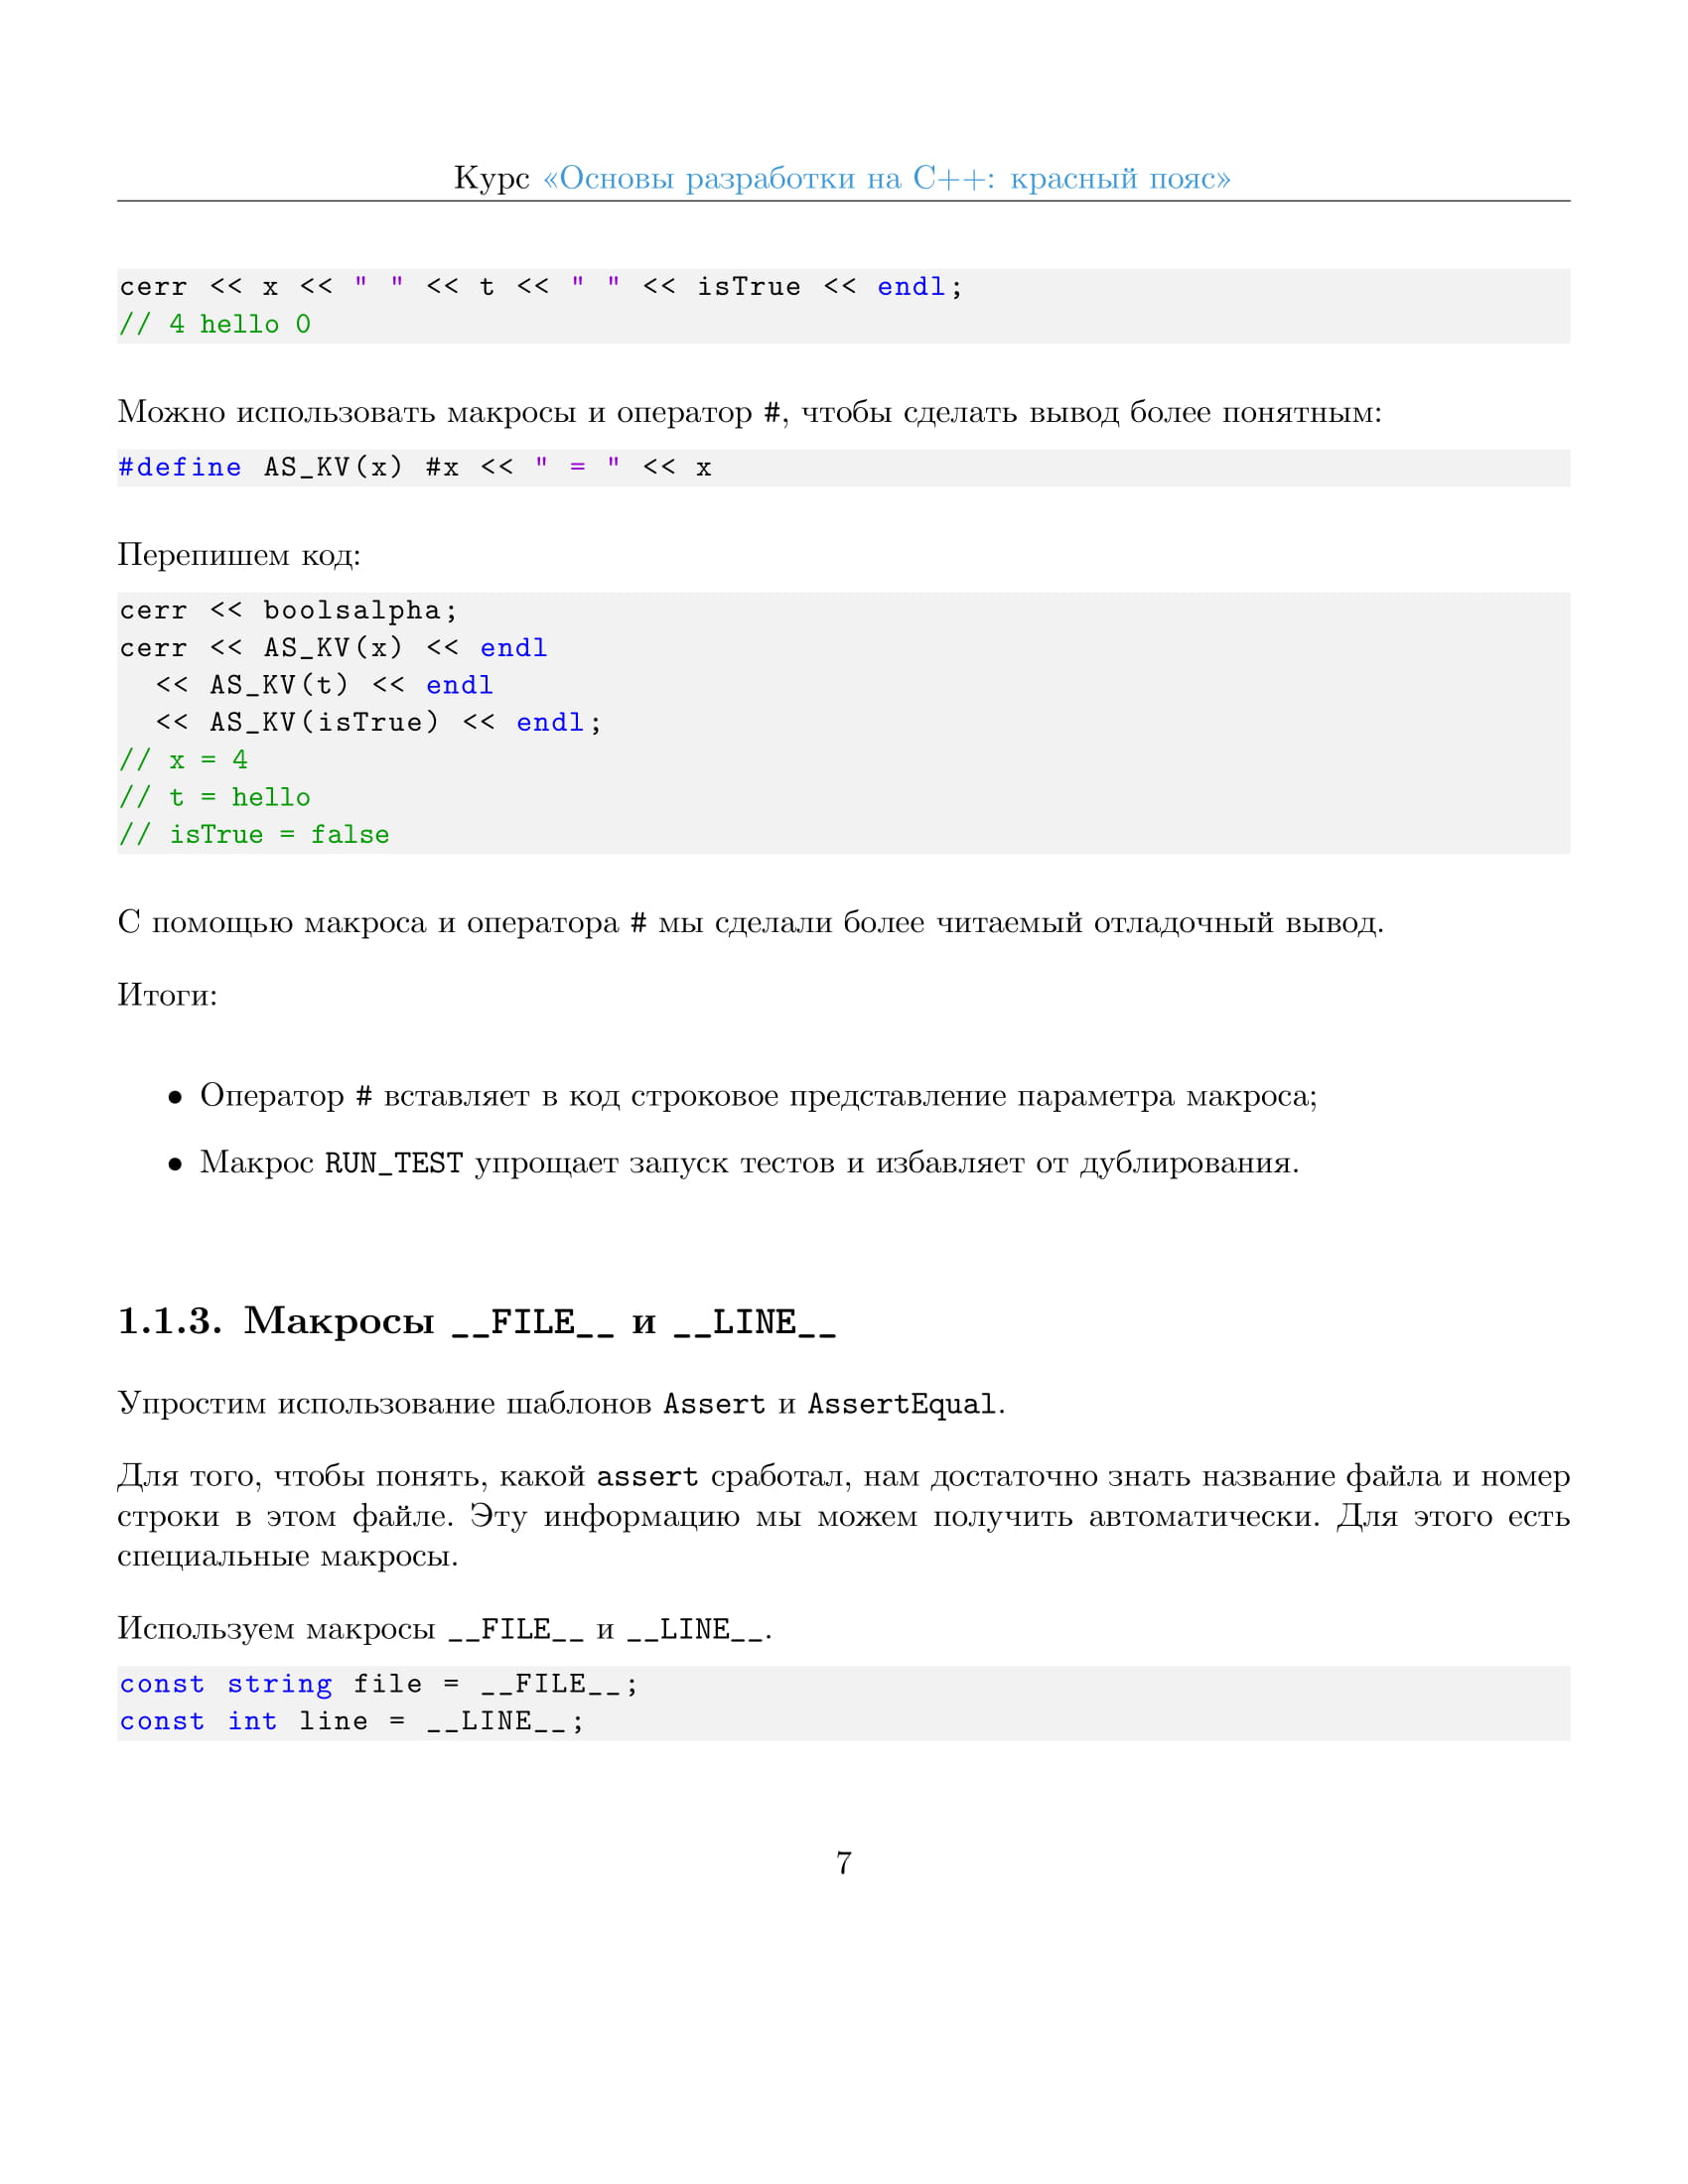 Курс «Основы разработки на C++: красный пояс»
cerr << x << " " << t << " " << isTrue << endl;
// 4 hello 0
Можно использовать макросы и оператор #, чтобы сделать вывод более понятным:
#define AS_KV(x) #x << " = " << x
Перепишем код:
cerr << boolsalpha;
cerr << AS_KV(x) << endl
  << AS_KV(t) << endl
  << AS_KV(isTrue) << endl;
// x = 4
// t = hello
// isTrue = false
С помощью макроса и оператора # мы сделали более читаемый отладочный вывод.
Итоги:
• Оператор # вставляет в код строковое представление параметра макроса;
• Макрос RUN_TEST упрощает запуск тестов и избавляет от дублирования.
1.1.3. Макросы __FILE__ и __LINE__
Упростим использование шаблонов Assert и AssertEqual.
Для того, чтобы понять, какой assert сработал, нам достаточно знать название файла и номер
строки в этом файле. Эту информацию мы можем получить автоматически. Для этого есть
специальные макросы.
Используем макросы __FILE__ и __LINE__.
const string file = __FILE__;
const int line = __LINE__;
7